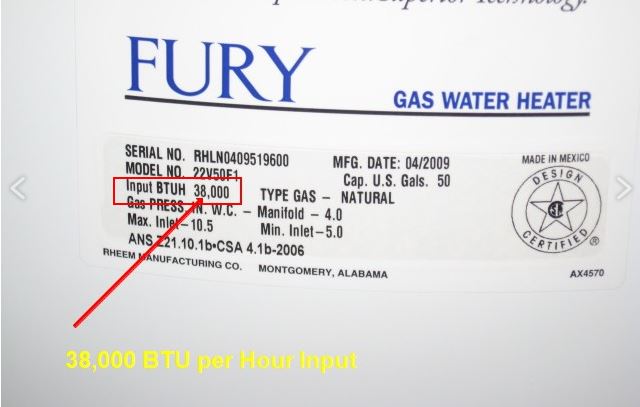 Superior Technology.
FURY
GAS WATER HEATER
SERIAL NO. RHLN0409519600 MFG. DATE: 04/2009
MODEL NO. 22V50F1 Cap. U.S. Gals. 50
Input BTUH 38,000 TYPE GAS – NATURAL
Gas PRESS. IN. W.C. – Manifold – 4.0
Max. Inlet–10.5 Min. Inlet–5.0
ANS Z21.10.1b•CSA 4.1b-2006
RHEEM MANUFACTURING CO. MONTGOMERY, ALABAMA
MADE IN MEXICO
DESIGN
CERTIFIED
®
AX4570
38,000 BTU per Hour Input